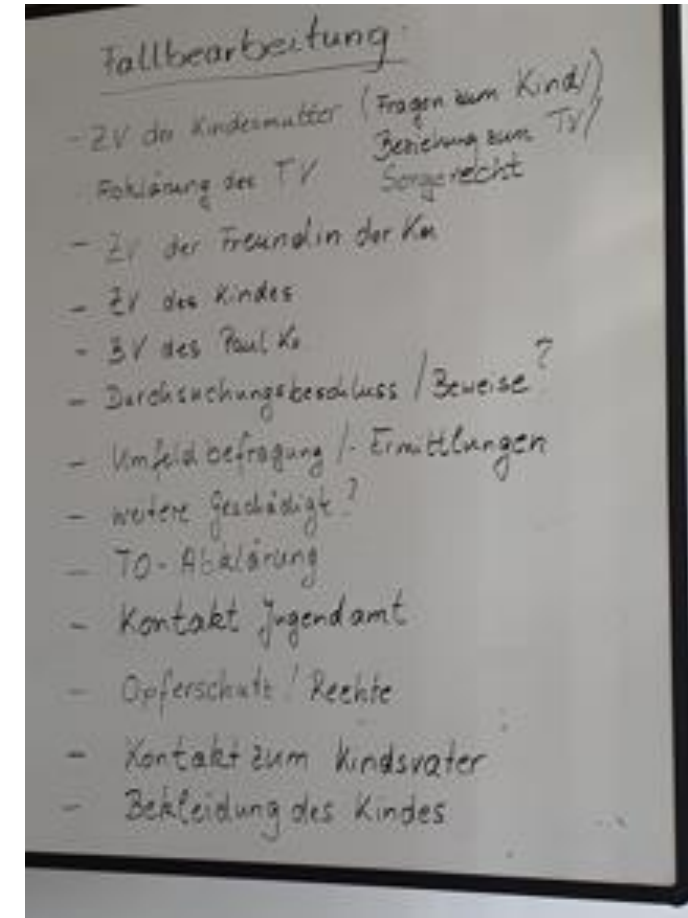 Fallbearbeitung:
- ZV der Kindesmutter (Fragen zum Kind/
Beziehung zum TV/
Abklärung des TV Sorgerecht
- ZV der Freundin der Km
- ZV des Kindes
- BV des Paul
- Durchsuchungsbeschluss / Beweise?
- Umfeldbefragung /- Ermittlungen
- weitere Geschädigte?
- TO-Abklärung
- Kontakt Jugendamt
- Opferschutz / Rechte
- Kontakt zum Kindsvater
- Bekleidung des Kindes